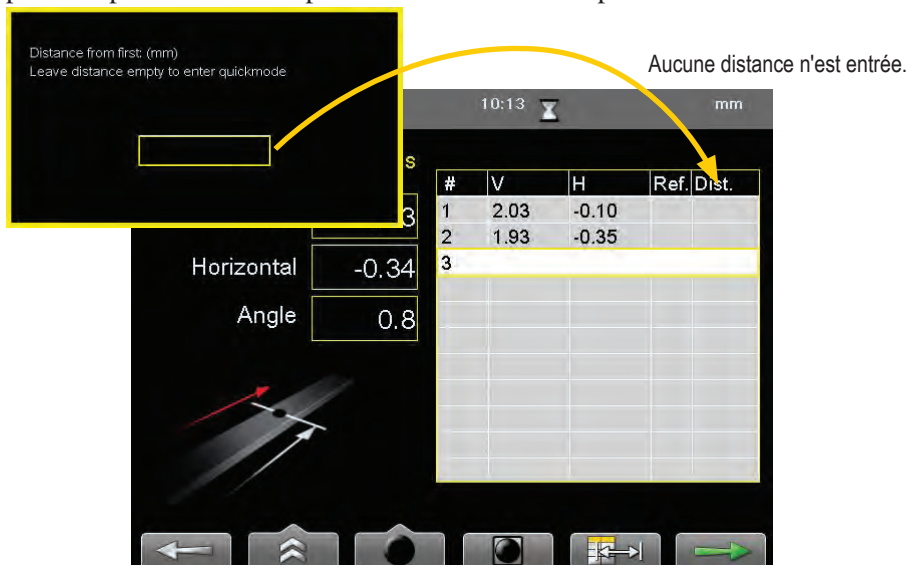 Distance from first: (mm)
Leave distance empty to enter quickmode
Aucune distance n'est entrée.
10:13 mm
s
# V H Ref. Dist.
3
1 2.03 -0.10
2 1.93 -0.35
Horizontal -0.34
3
Angle 0.8